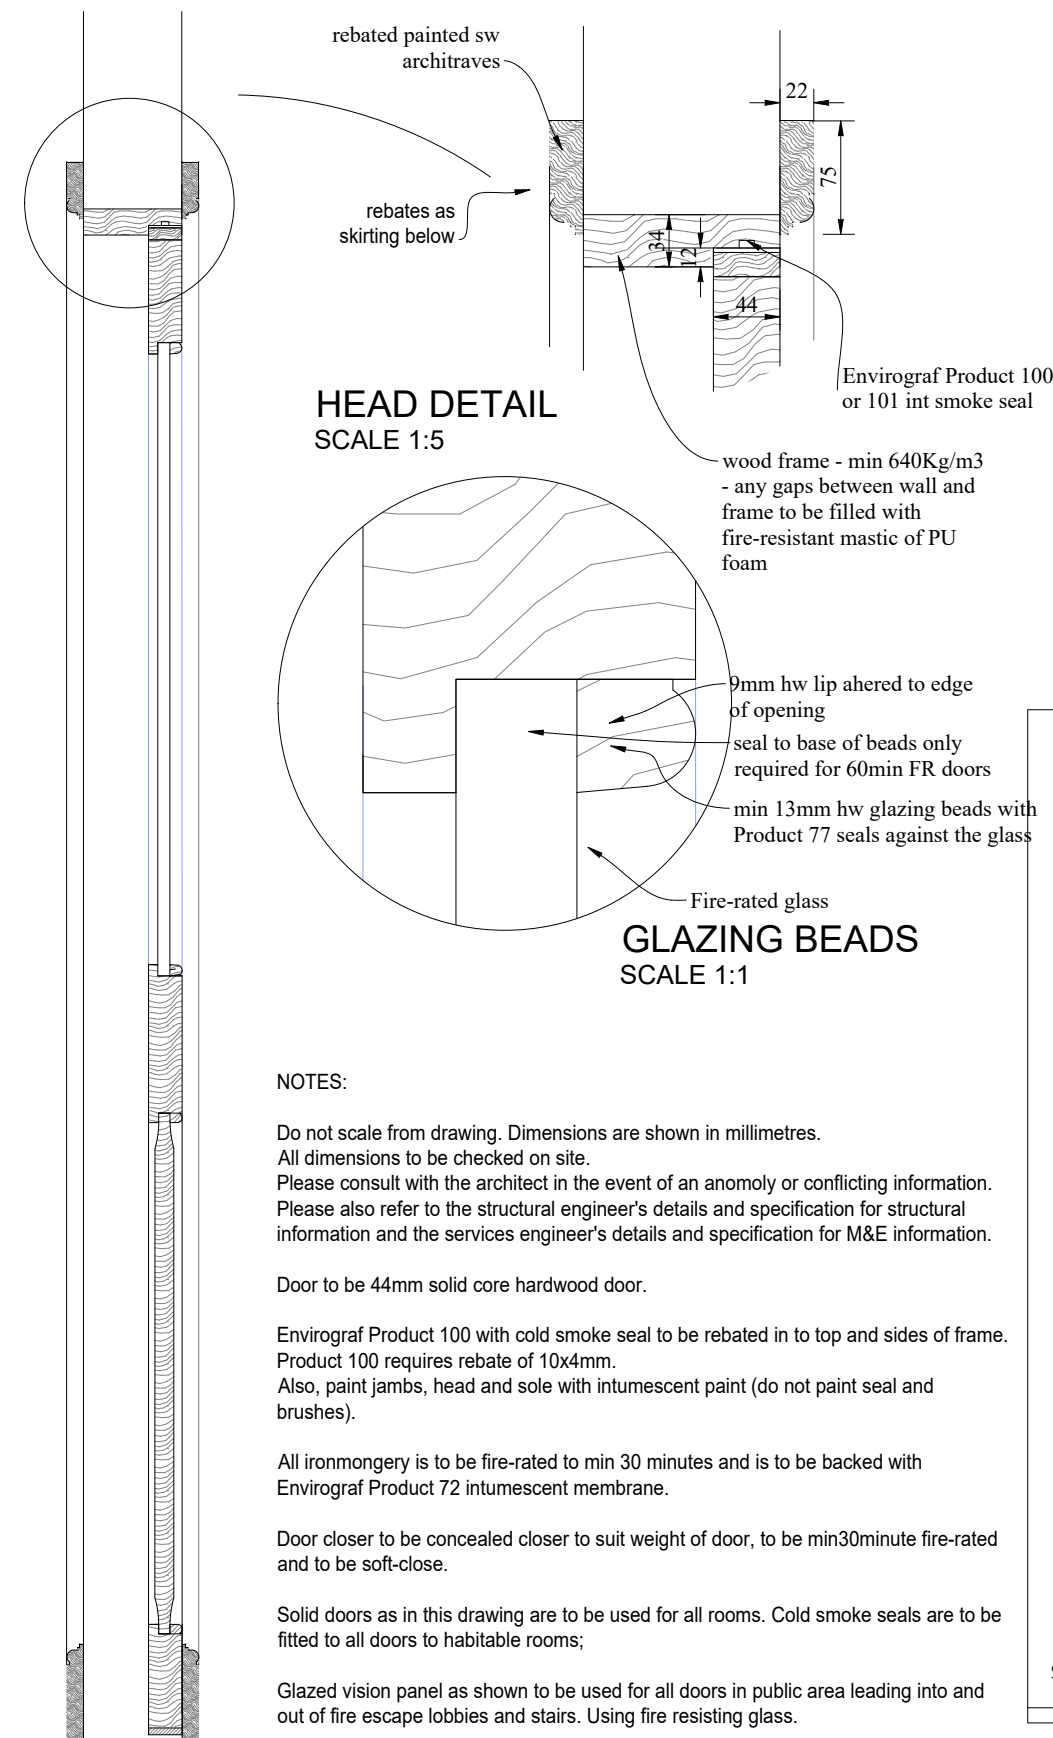 rebated painted sw
architraves
22
75
rebates as
skirting below
34
12
44
Envirograf Product 100
or 101 int smoke seal
HEAD DETAIL
SCALE 1:5
wood frame - min 640Kg/m3
- any gaps between wall and
frame to be filled with
fire-resistant mastic of PU
foam
9mm hw lip ahered to edge
of opening
seal to base of beads only
required for 60min FR doors
min 13mm hw glazing beads with
Product 77 seals against the glass
Fire-rated glass
GLAZING BEADS
SCALE 1:1
NOTES:
Do not scale from drawing. Dimensions are shown in millimetres.
All dimensions to be checked on site.
Please consult with the architect in the event of an anomoly or conflicting information.
Please also refer to the structural engineer's details and specification for structural
information and the services engineer's details and specification for M&E information.
Door to be 44mm solid core hardwood door.
Envirograf Product 100 with cold smoke seal to be rebated in to top and sides of frame.
Product 100 requires rebate of 10x4mm.
Also, paint jambs, head and sole with intumescent paint (do not paint seal and
brushes).
All ironmongery is to be fire-rated to min 30 minutes and is to be backed with
Envirograf Product 72 intumescent membrane.
Door closer to be concealed closer to suit weight of door, to be min30minute fire-rated
and to be soft-close.
Solid doors as in this drawing are to be used for all rooms. Cold smoke seals are to be
fitted to all doors to habitable rooms;
Glazed vision panel as shown to be used for all doors in public area leading into and
out of fire escape lobbies and stairs. Using fire resisting glass.